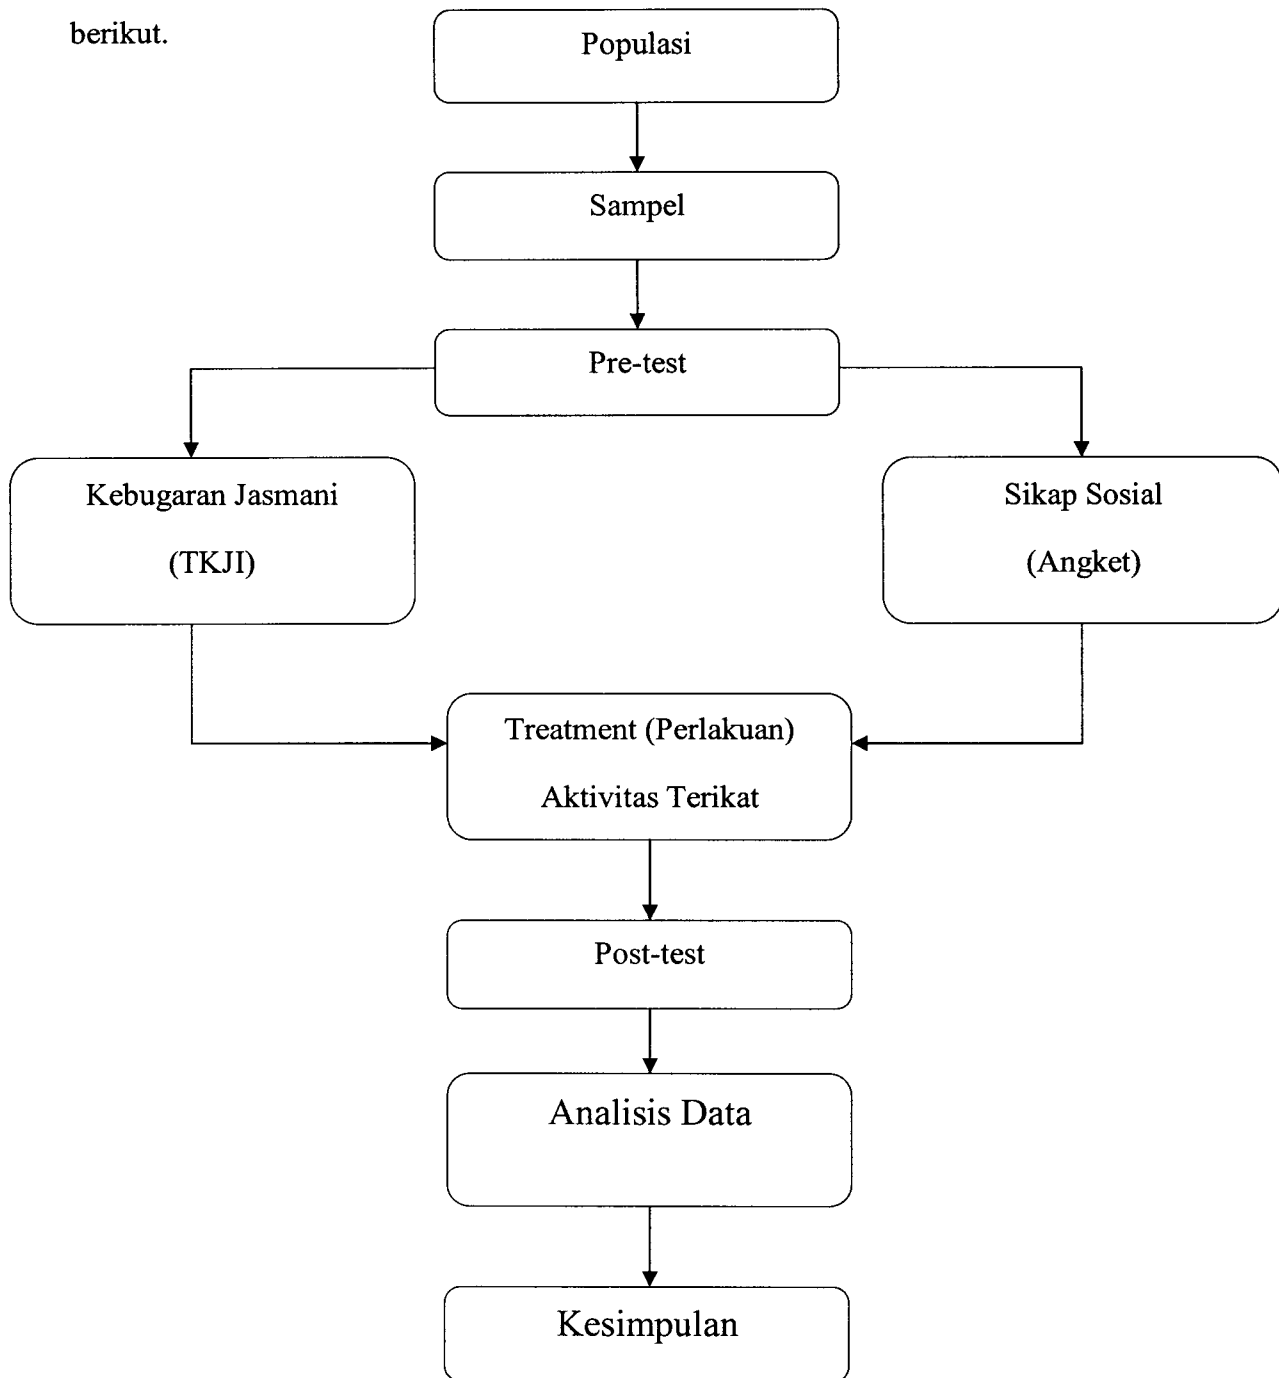 berikut.
Populasi
Sampel
Pre-test
Kebugaran Jasmani
(TKJI)
Sikap Sosial
(Angket)
Treatment (Perlakuan)
Aktivitas Terikat
Post-test
Analisis Data
Kesimpulan